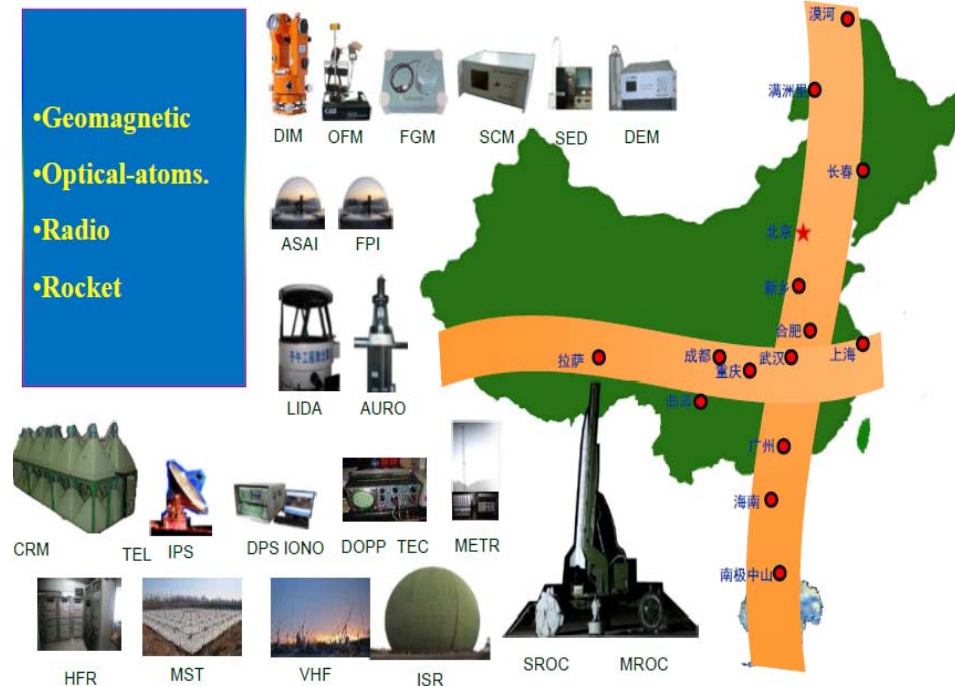 •Geomagnetic
•Optical-atoms.
•Radio
•Rocket
DIM OFM FGM SCM SED DEM
ASAI FPI
LIDA AURO
CRM TEL IPS DPS IONO DOPP TEC METR
HFR MST VHF ISR SROC MROC
漠河
满洲里
长春
北京
新乡
合肥
上海
拉萨 成都 武汉
重庆
曲靖
广州
海南
南极中山